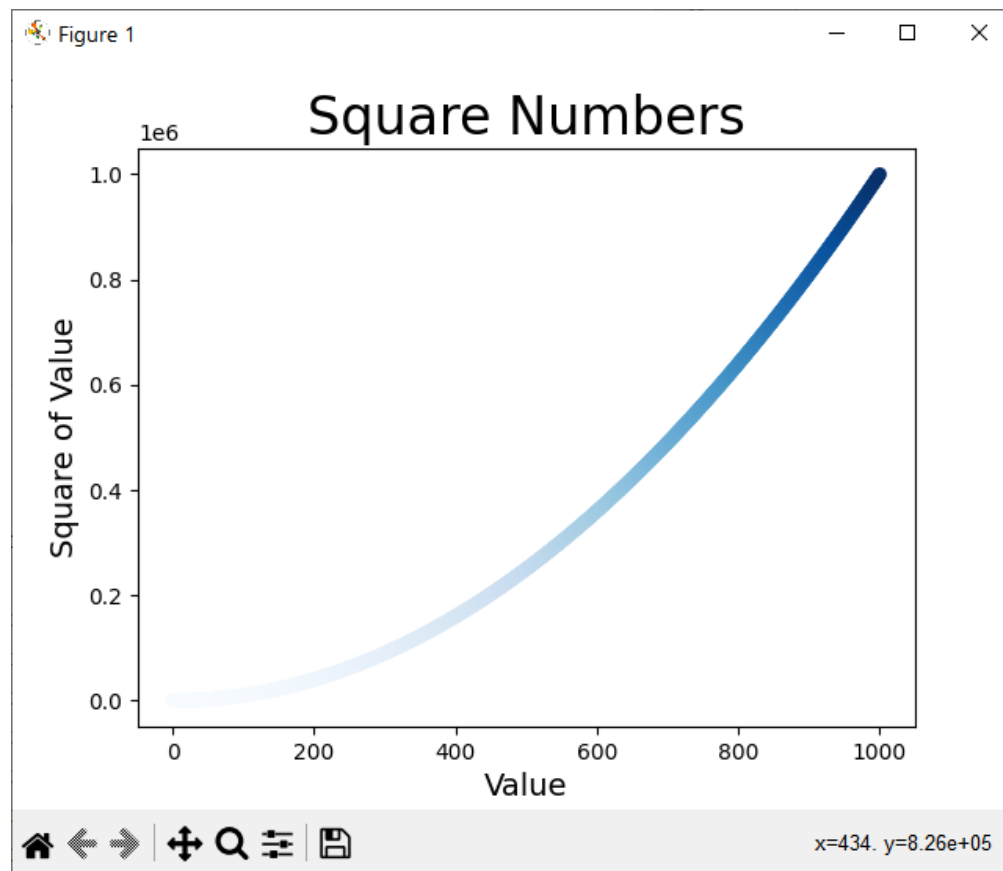 Figure 1
Square Numbers
1e6
1.0
0.8
0.6
0.4
0.2
0.0
Square of Value
0 200 400 600 800 1000
Value
x=434. y=8.26e+05